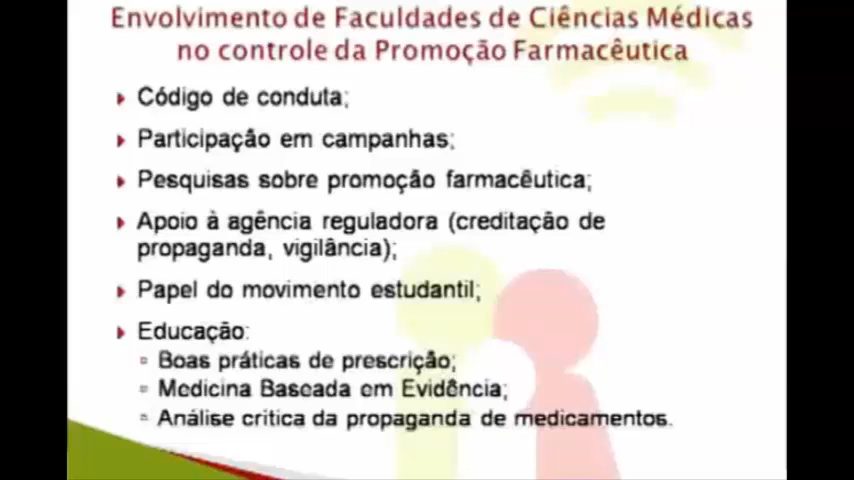 Envolvimento de Faculdades de Ciências Médicas
no controle da Promoção Farmacêutica
Código de conduta;
Participação em campanhas;
Pesquisas sobre promoção farmacêutica;
Apoio à agência reguladora (creditação de
propaganda, vigilância);
Papel do movimento estudantil;
Educação:
Boas práticas de prescrição;
Medicina Baseada em Evidência;
Análise critica da propaganda de medicamentos.